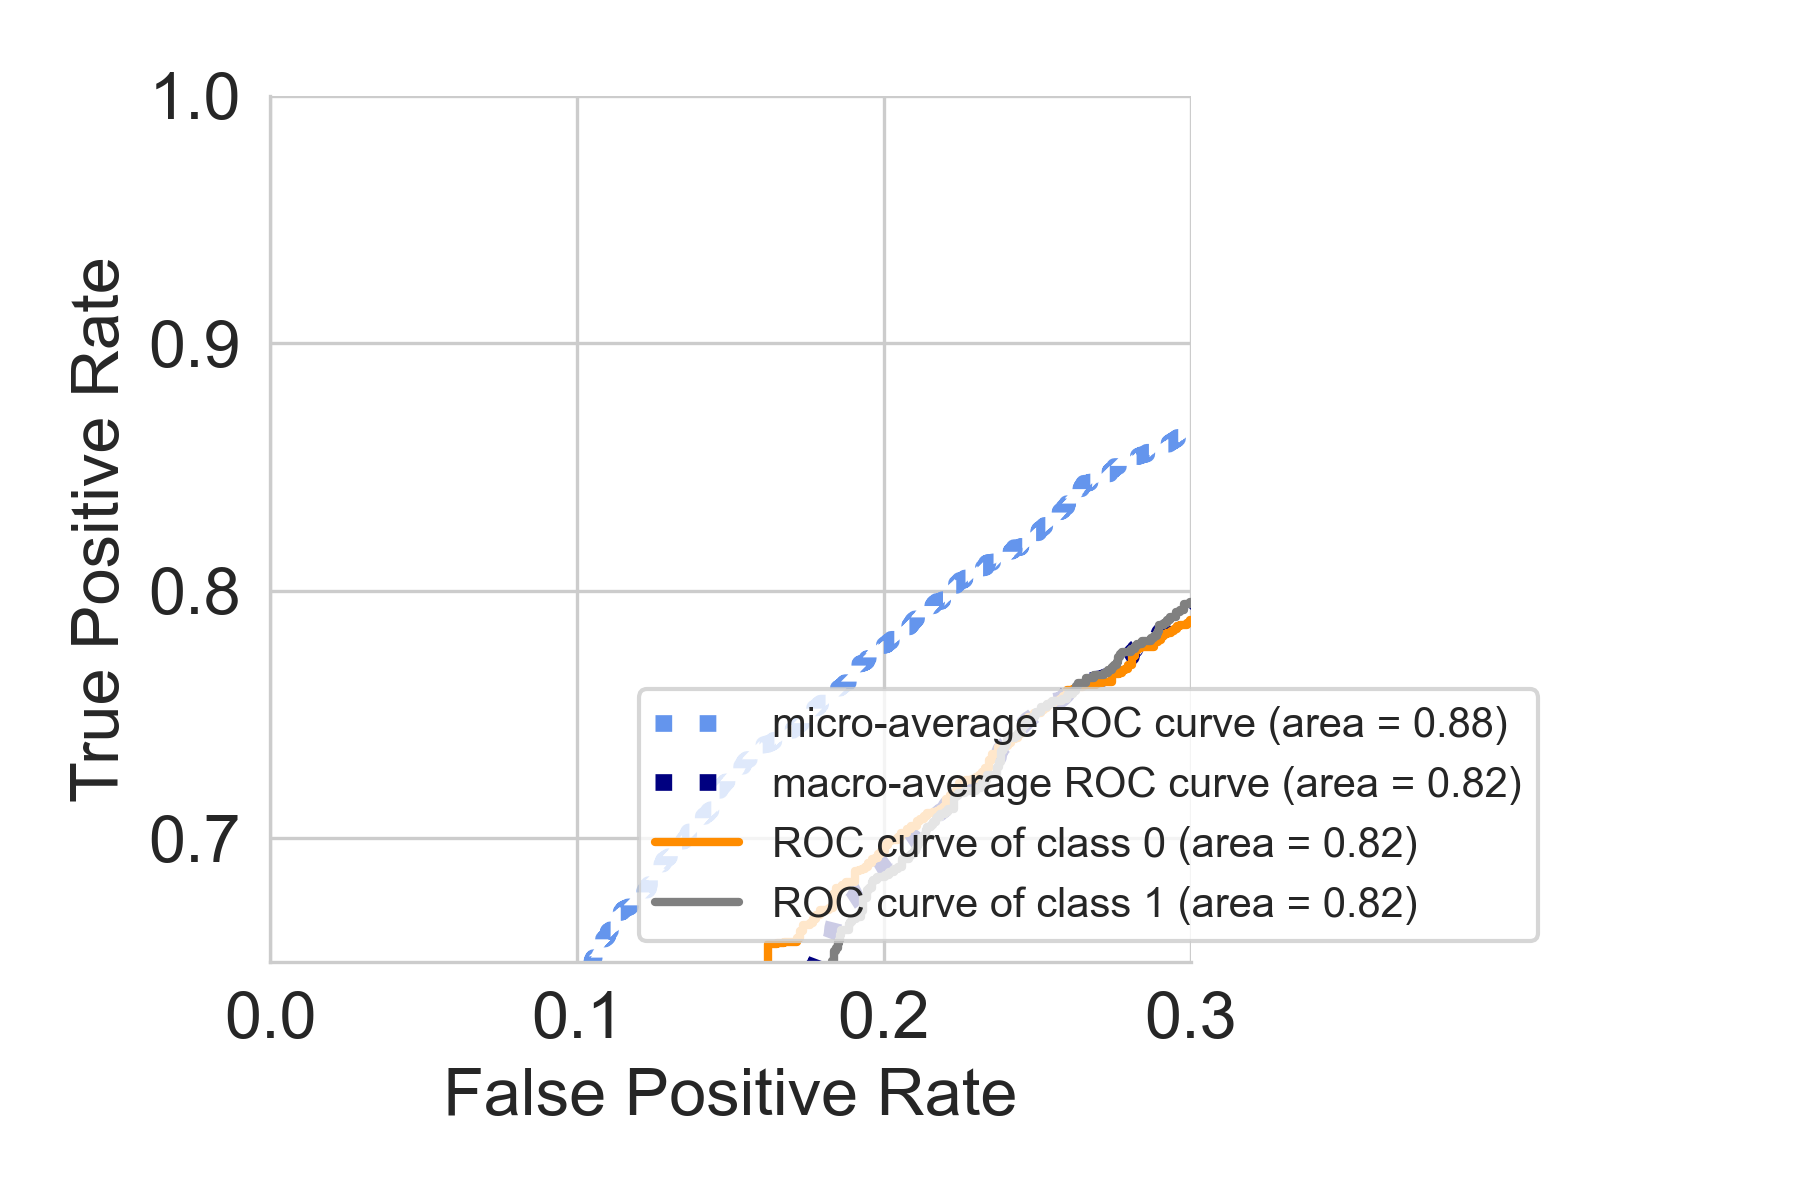 1.0
0.9
0.8
0.7
True Positive Rate
micro-average ROC curve (area = 0.88)
macro-average ROC curve (area = 0.82)
ROC curve of class 0 (area = 0.82)
ROC curve of class 1 (area = 0.82)
0.0 0.1 0.2 0.3
False Positive Rate